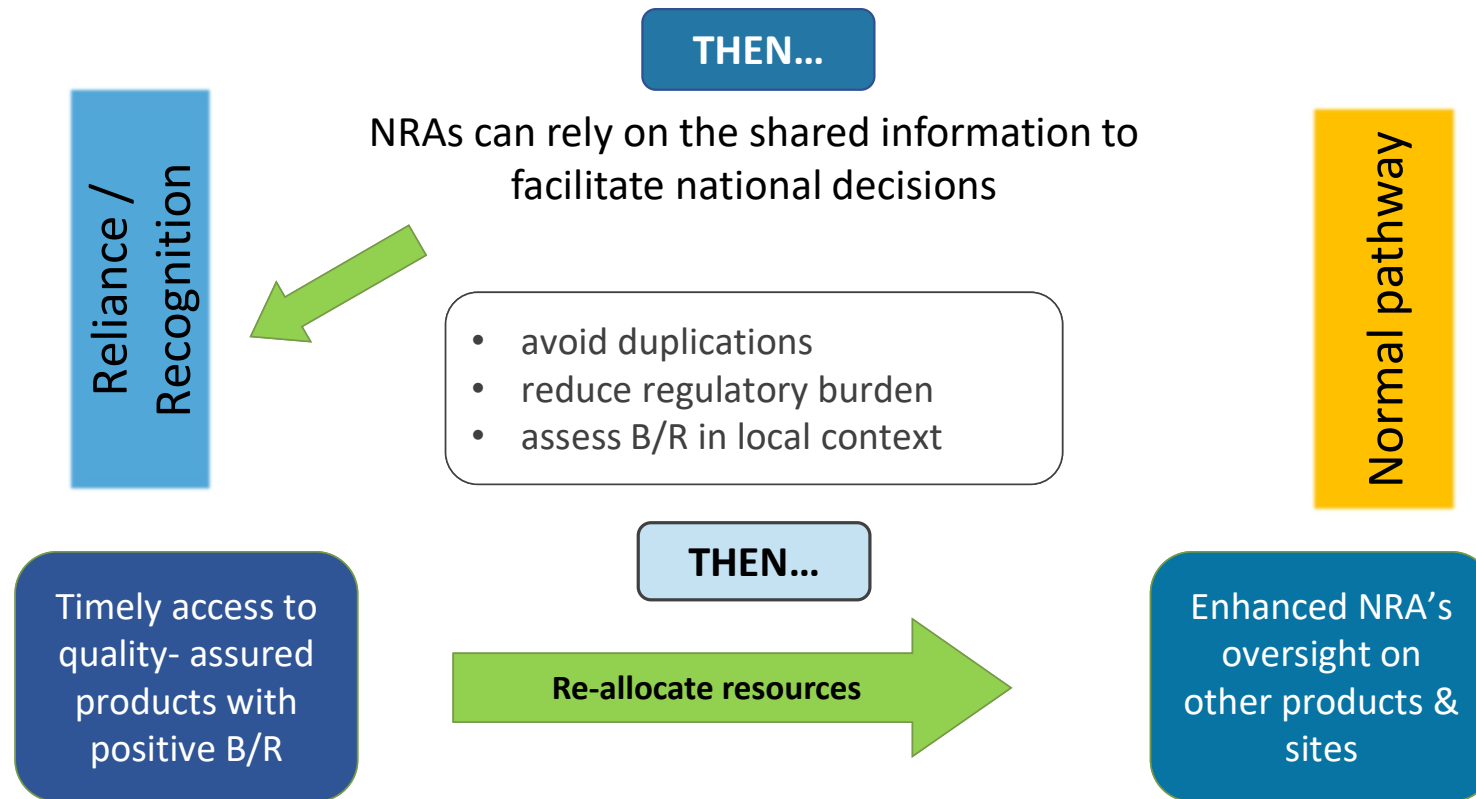 THEN...
NRAs can rely on the shared information to
facilitate national decisions
Reliance /
Recognition
Normal pathway
• avoid duplications
• reduce regulatory burden
• assess B/R in local context
THEN...
Timely access to
quality- assured
products with
positive B/R
Re-allocate resources
Enhanced NRA’s
oversight on
other products &
sites